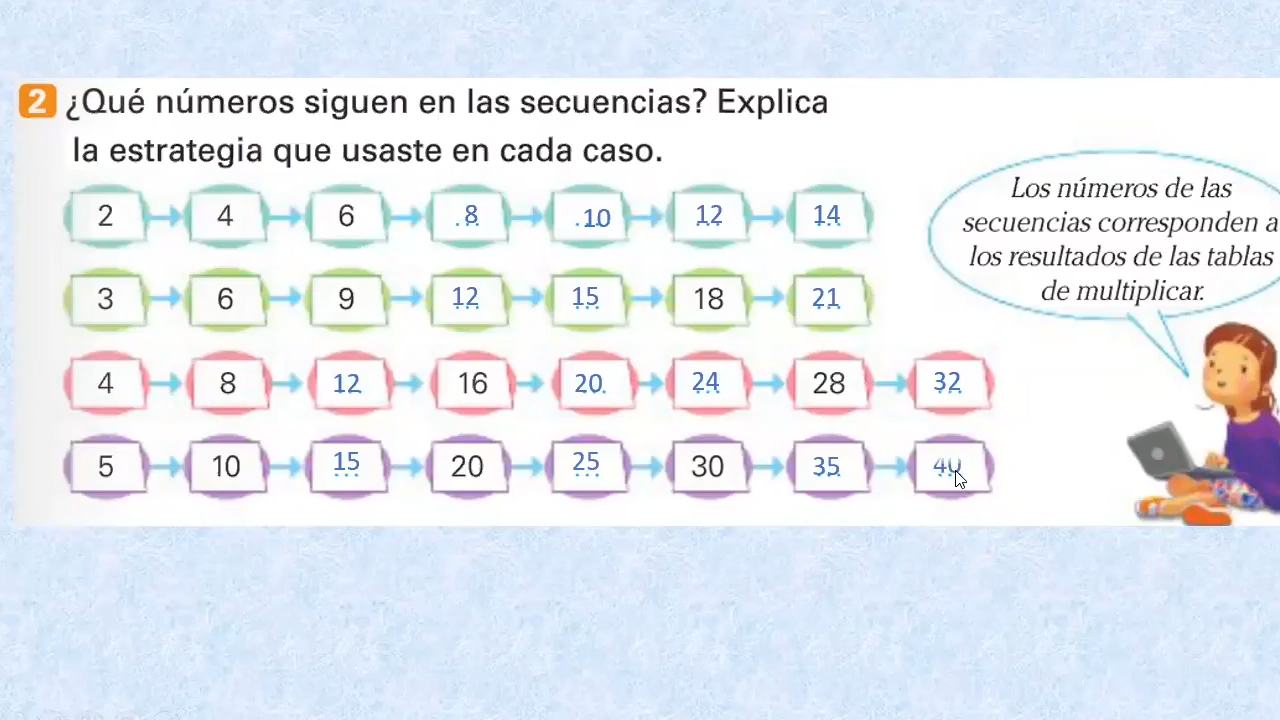 2 ¿Qué números siguen en las secuencias? Explica
la estrategia que usaste en cada caso.
2 4 6 .8 .10 12 14
3 6 9 12 15 18 21
4 8 12 16 20. 24 28 32
5 10 15 20 25 30 35 40
Los números de las
secuencias corresponden a
los resultados de las tablas
de multiplicar.